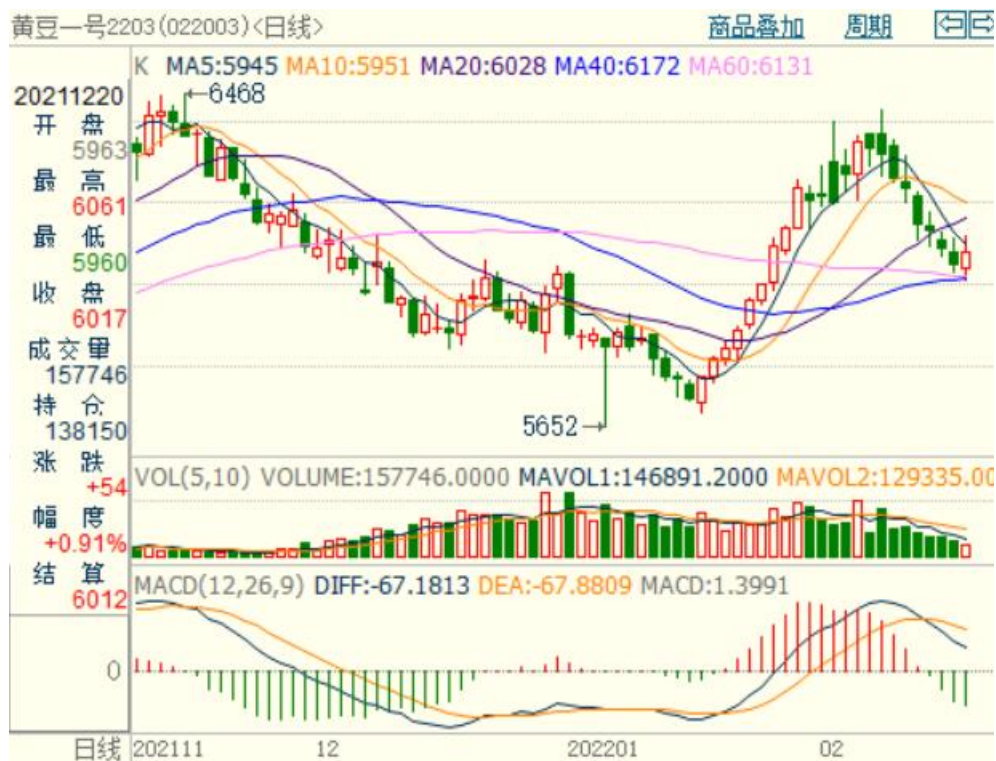 黄豆一号2203(022003)<日线>
商品叠加 周期
K MA5:5945 MA10:5951 MA20:6028 MA40:6172 MA60:6131
20211220
开 盘
5963
最 高
6061
最 低
5960
收 盘
6017
成交量
157746
持 仓
138150
涨 跌
+54
幅 度
+0.91%
结 算
6012
6468
5652
VOL(5,10) VOLUME:157746.0000 MAVOL1:146891.2000 MAVOL2:129335.00
MACD(12,26,9) DIFF:-67.1813 DEA:-67.8809 MACD:1.3991
0
日线 202111 12 202201 02